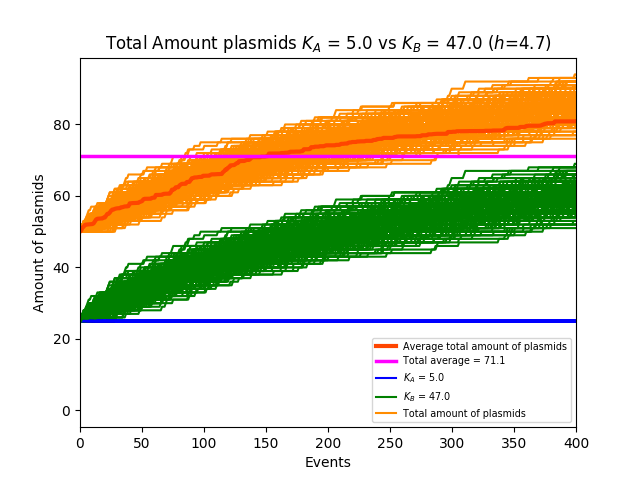 Total Amount plasmids K_A = 5.0 vs K_B = 47.0 (h=4.7)
Amount of plasmids
80
60
40
20
0
Average total amount of plasmids
Total average = 71.1
K_A = 5.0
K_B = 47.0
Total amount of plasmids
0 50 100 150 200 250 300 350 400
Events